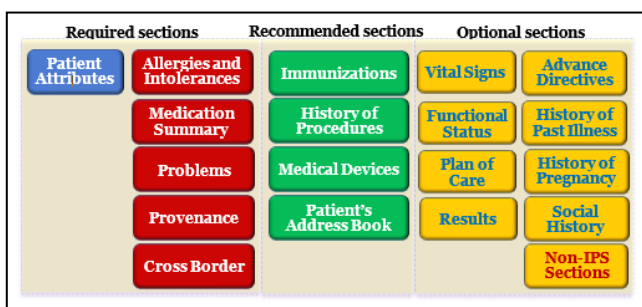 Required sections
Recommended sections
Optional sections
Patient
Attributes
Allergies and
Intolerances
Medication
Summary
Problems
Provenance
Cross Border
Immunizations
History of
Procedures
Medical Devices
Patient's
Address Book
Vital Signs
Functional
Status
Plan of
Care
Results
Advance
Directives
History of
Past Illness
History of
Pregnancy
Social
History
Non-IPS
Sections